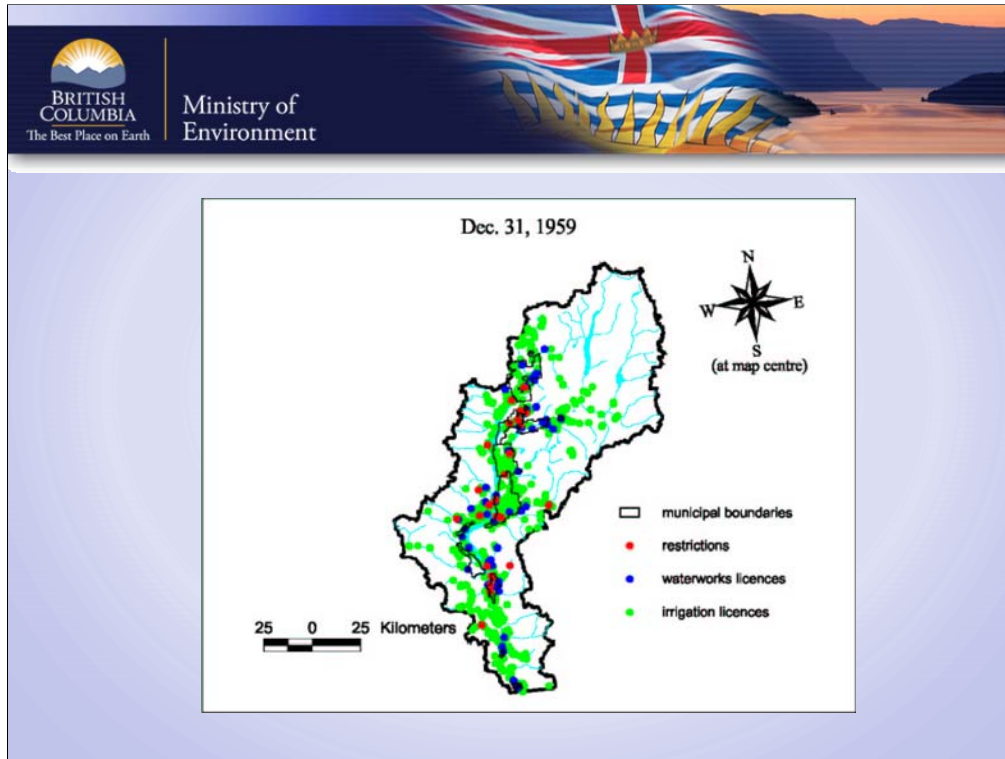 BRITISH
COLUMBIA
The Best Place on Earth
Ministry of
Environment
Dec. 31, 1959
N
W E
S
(at map centre)
municipal boundaries
restrictions
waterworks licences
irrigation licences
25 0 25 Kilometers